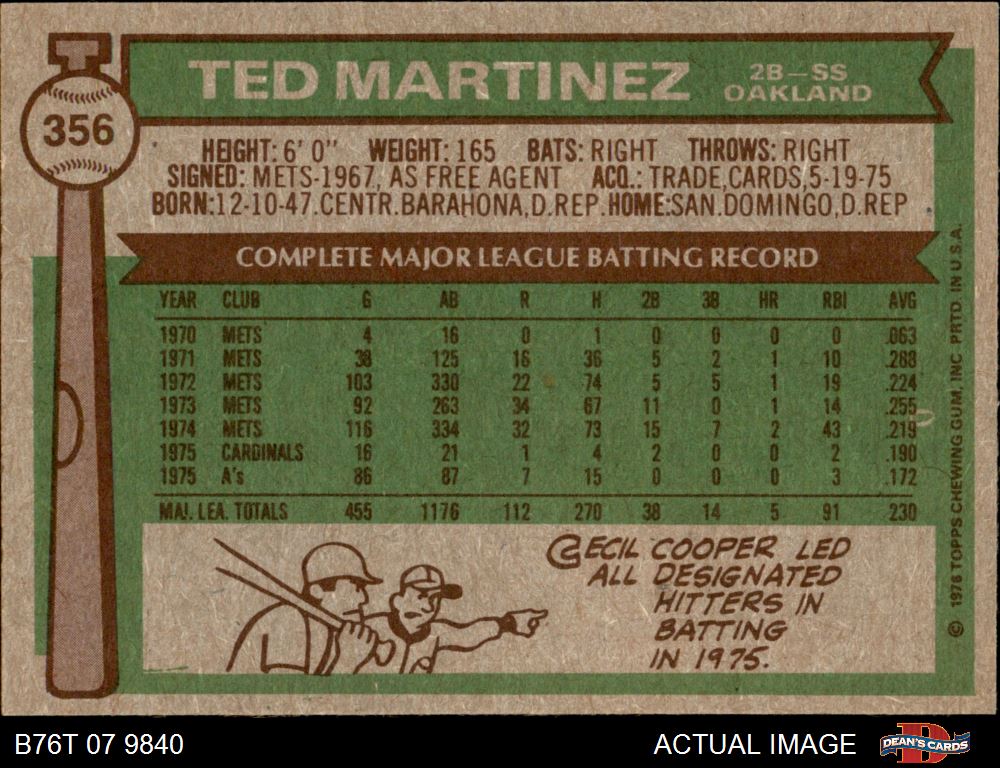 356
TED MARTINEZ
2B—SS
OAKLAND
HEIGHT: 6' 0" WEIGHT: 165 BATS: RIGHT THROWS: RIGHT
SIGNED: METS-1967, AS FREE AGENT ACQ.: TRADE,CARDS,5-19-75
BORN:12-10-47.CENTR.BARAHONA,D.REP.HOME:SAN.DOMINGO,D.REP
COMPLETE MAJOR LEAGUE BATTING RECORD
YEAR CLUB G AB R H 2B 3B HR RBI AVG
1970 METS 4 16 0 1 0 0 0 0 .063
1971 METS 38 125 16 36 5 2 1 10 .288
1972 METS 103 330 22 74 5 5 1 19 .224
1973 METS 92 263 34 67 11 0 1 14 .255
1974 METS 116 334 32 73 15 7 2 43 .219
1975 CARDINALS 16 21 1 4 2 0 0 2 .190
1975 A's 86 87 7 15 0 0 0 3 .172
MAJ. LEA. TOTALS 455 1176 112 270 38 14 5 91 230
CECIL COOPER LED
ALL DESIGNATED
HITTERS IN
BATTING
IN 1975.
© 1976 TOPPS CHEWING GUM, INC. PRTD. IN U.S.A.
B76T 07 9840
ACTUAL IMAGE
DEAN'S CARDS